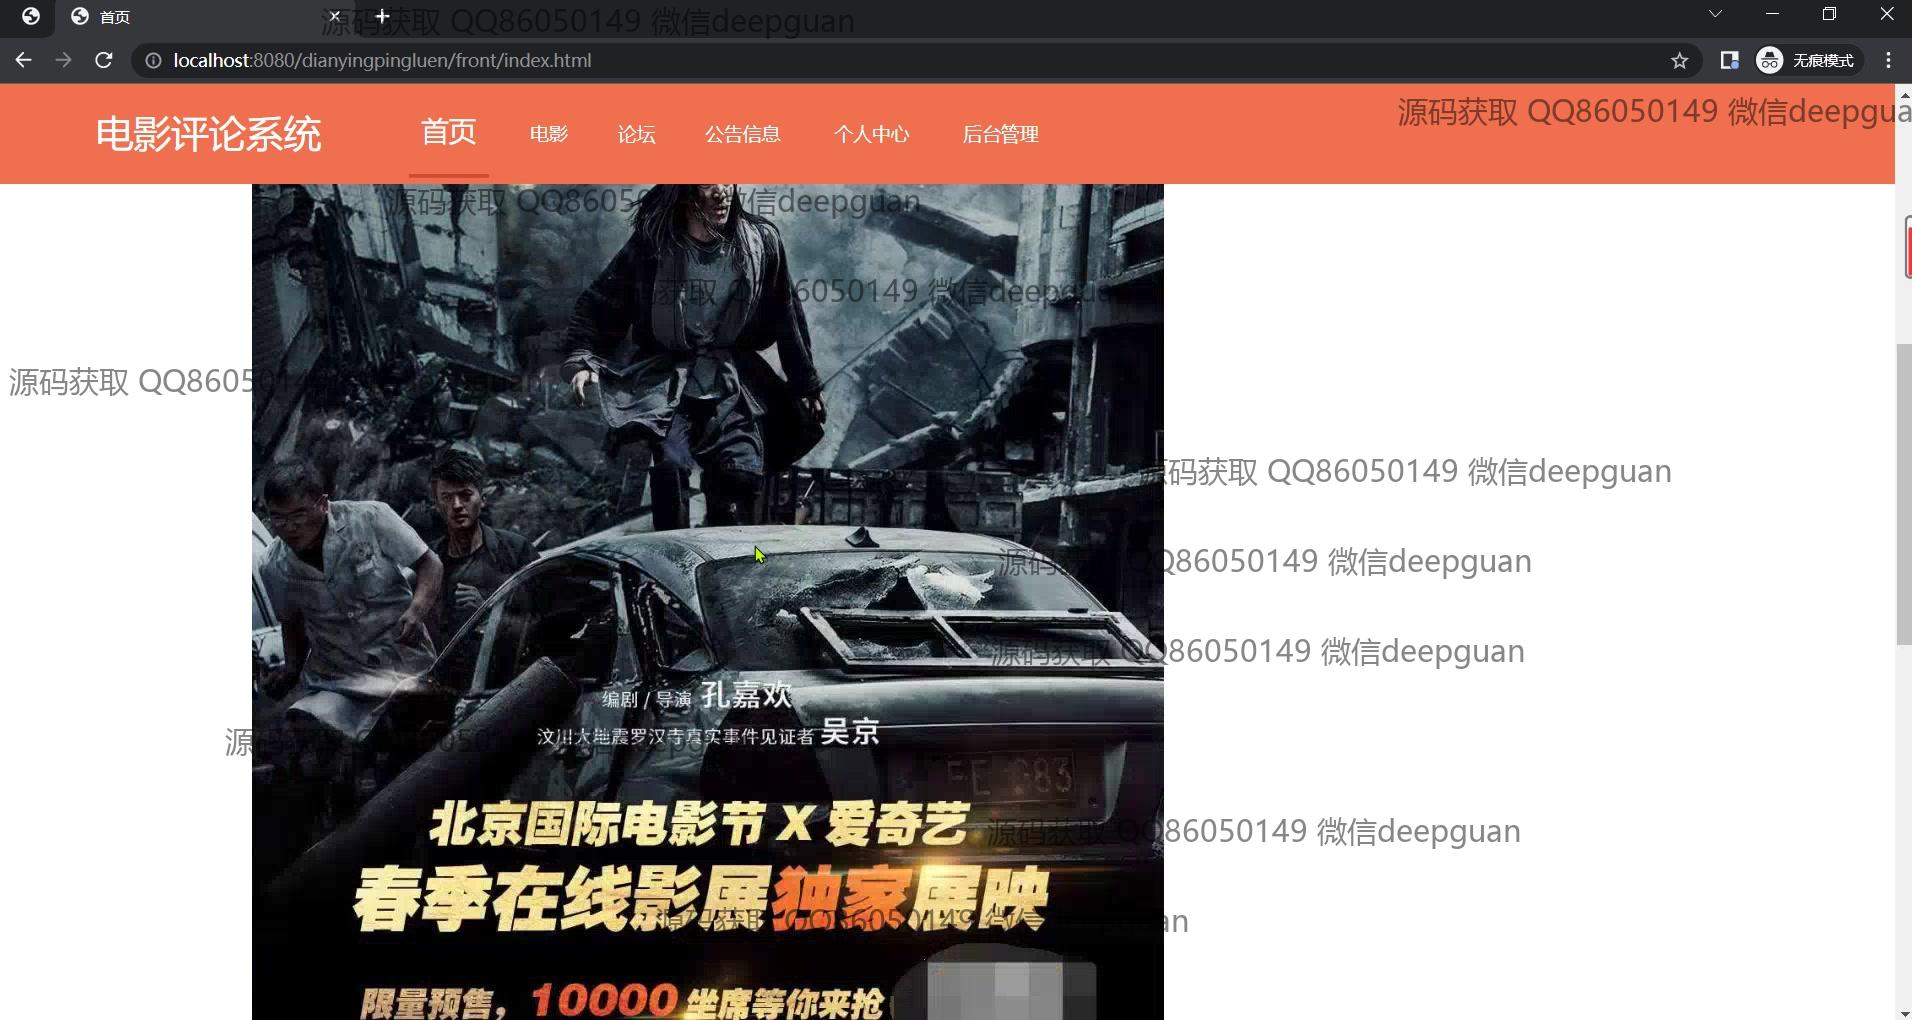 首页
源码获取 QQ86050149 微信deepguan
localhost:8080/dianyingpingluen/front/index.html
无痕模式
源码获取 QQ86050149 微信deepgua
电影评论系统 首页 电影 论坛 公告信息 个人中心 后台管理
源码获取 QQ8605 微信deepguan
获取 Q 6050149 微信deepgu
源码获取 QQ8605
源码获取 QQ86050149 微信deepguan
源码 Q86050149 微信deepguan
源码获取 QQ86050149 微信deepguan
编剧 / 导演 孔嘉欢
汶川大地震罗汉寺真实事件见证者 吴京
源
北京国际电影节 X 爱奇艺
源码获取 QQ86050149 微信deepguan
春季在线影展独家展映
源码获取 QQ86050149 微信 an
限量预售，10000 坐席等你来抢